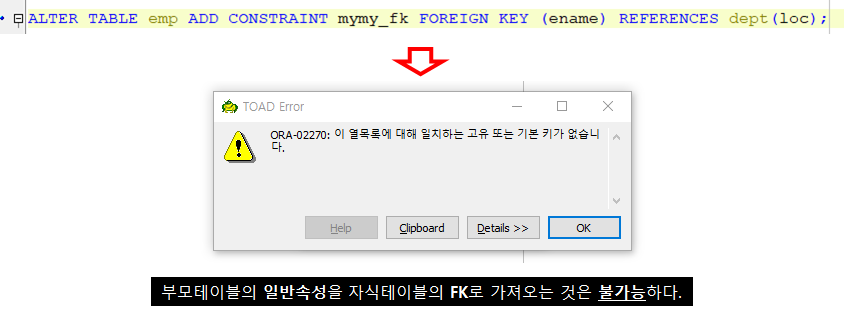 ALTER TABLE emp ADD CONSTRAINT mymy_fk FOREIGN KEY (ename) REFERENCES dept(loc);
TOAD Error
ORA-02270: 이 열목록에 대해 일치하는 고유 또는 기본 키가 없습니
다.
Help
Clipboard
Details >>
OK
부모테이블의 일반속성을 자식테이블의 FK로 가져오는 것은 불가능하다.